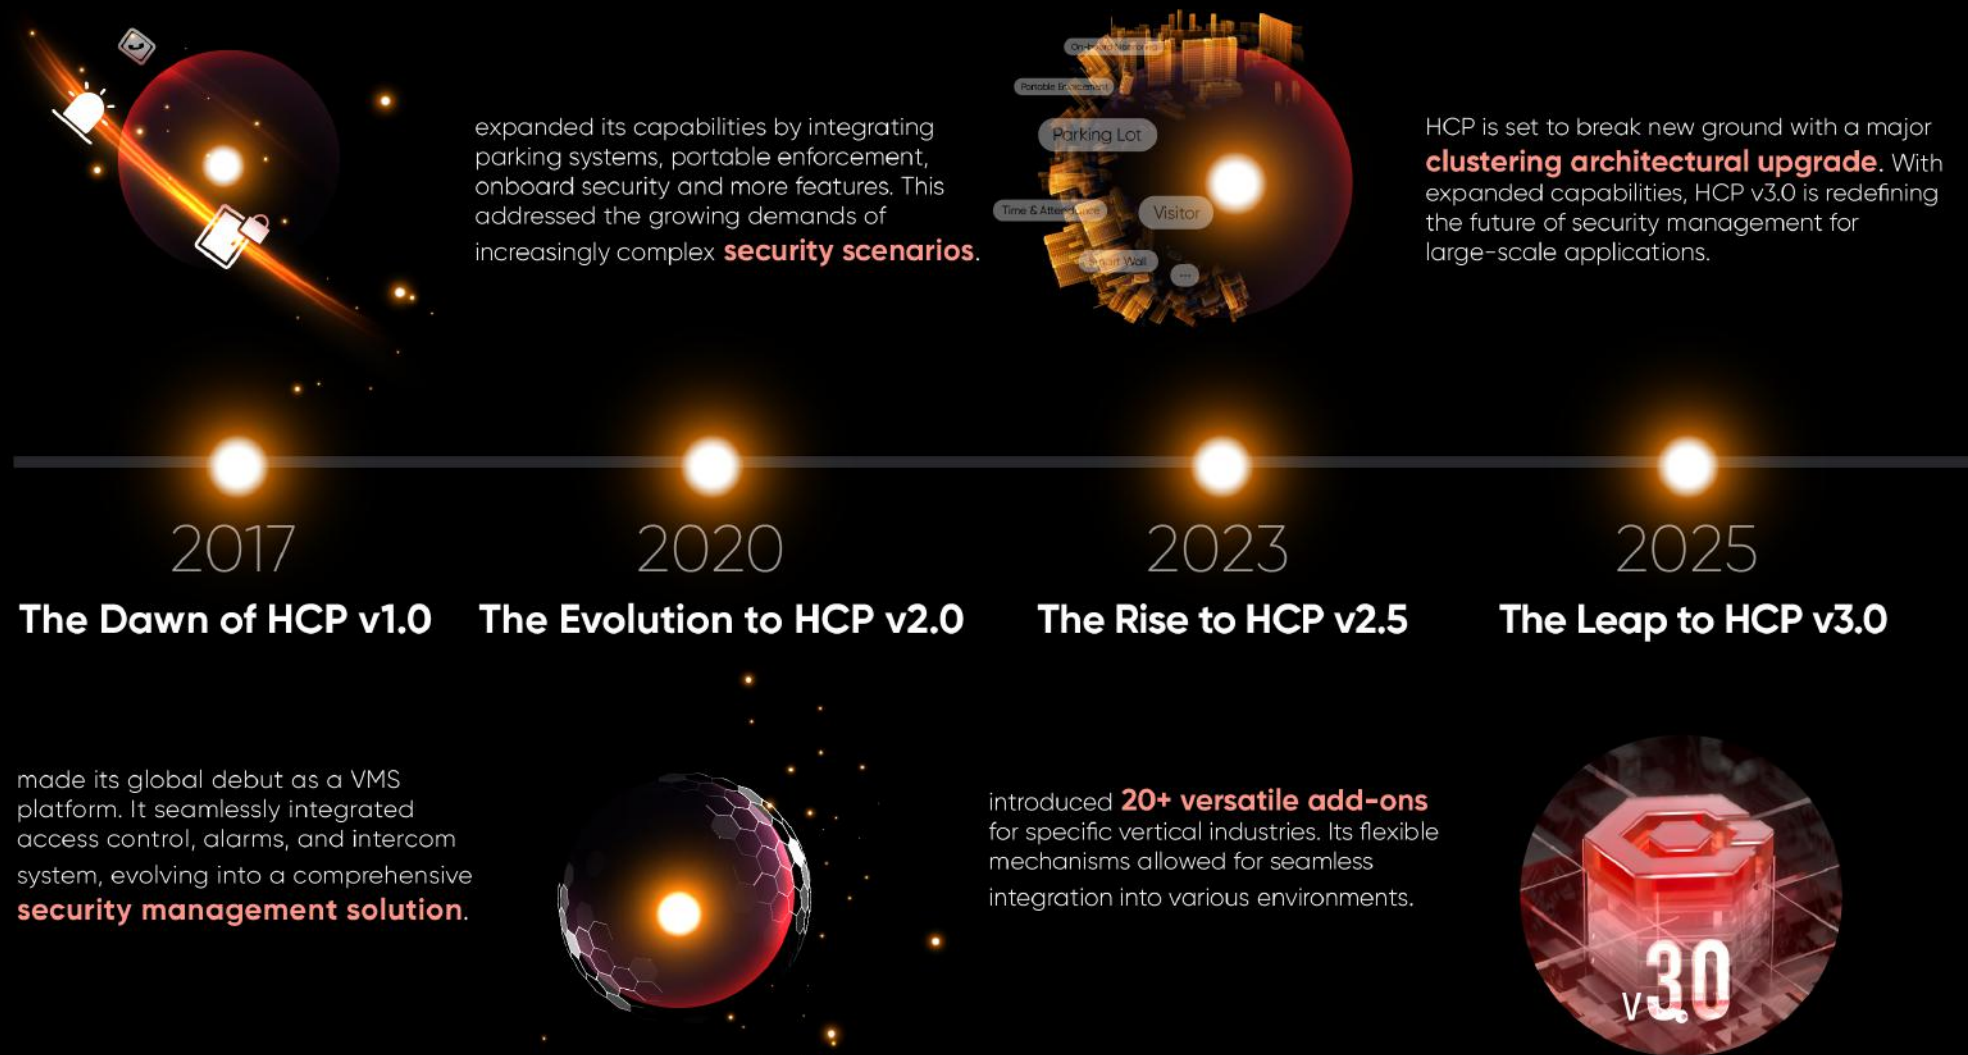 expanded its capabilities by integrating
parking systems, portable enforcement,
onboard security and more features. This
addressed the growing demands of
increasingly complex security scenarios.
Parking Lot
Time & Attendance
Visitor
Smart Wall
...
HCP is set to break new ground with a major
clustering architectural upgrade. With
expanded capabilities, HCP v3.0 is redefining
the future of security management for
large-scale applications.
2017
2020
2023
2025
The Dawn of HCP v1.0
The Evolution to HCP v2.0
The Rise to HCP v2.5
The Leap to HCP v3.0
made its global debut as a VMS
platform. It seamlessly integrated
access control, alarms, and intercom
system, evolving into a comprehensive
security management solution.
introduced 20+ versatile add-ons
for specific vertical industries. Its flexible
mechanisms allowed for seamless
integration into various environments.
v3.0